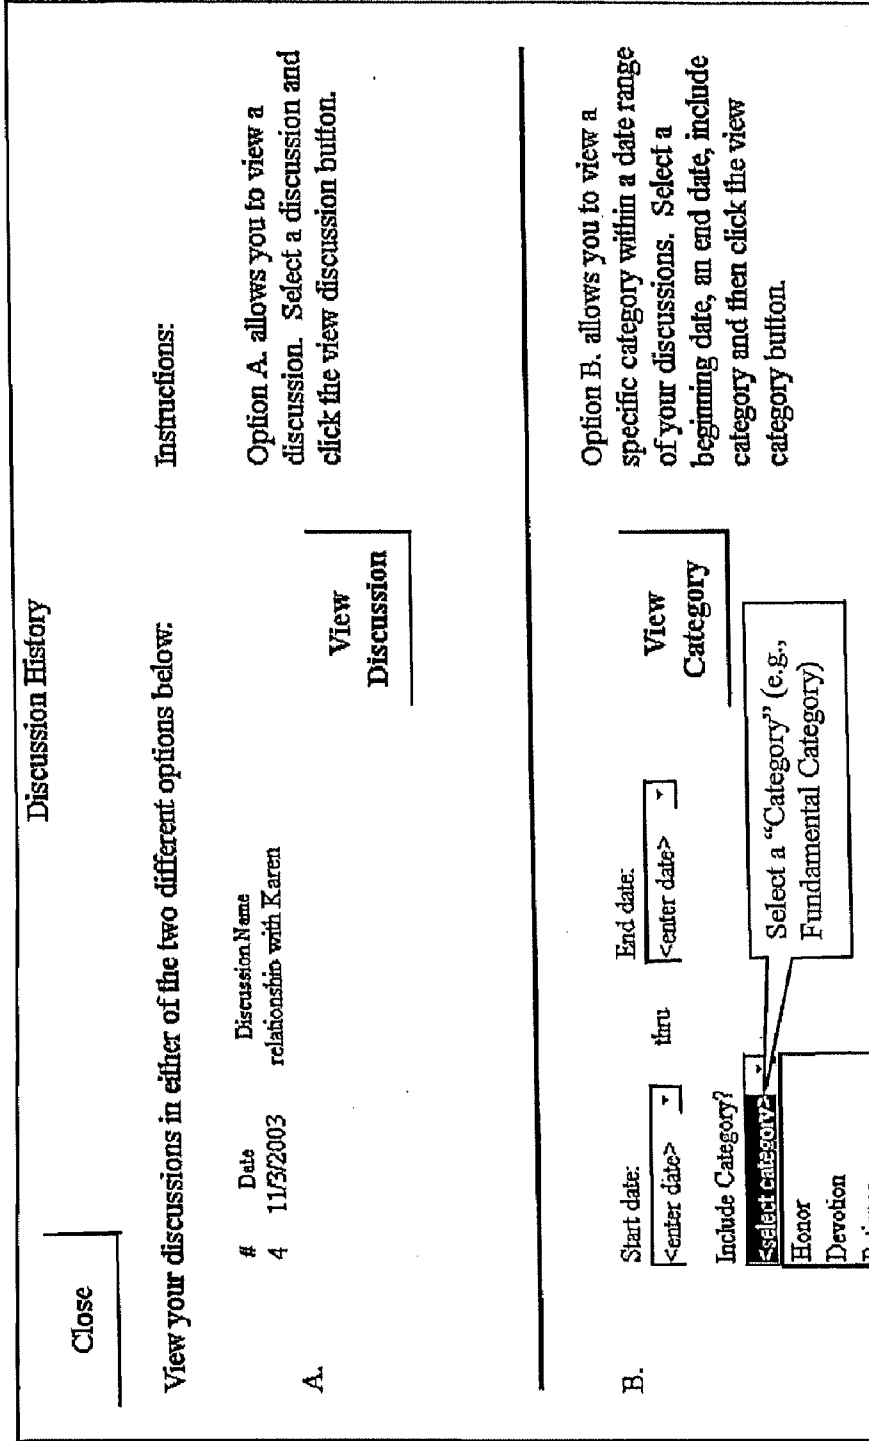 Discussion History
Close
View your discussions in either of the two different options below:
Instructions:
# Date Discussion Name
4 11/3/2003 relationship with Karen
A.
View
Discussion
Option A. allows you to view a
discussion. Select a discussion and
click the view discussion button.
B.
Start date:
<enter date>
thru
End date:
<enter date>
Include Category?
<select category>
Honor
Devotion
View
Category
Select a “Category” (e.g.,
Fundamental Category)
Option B. allows you to view a
specific category within a date range
of your discussions. Select a
beginning date, an end date, include
category and then click the view
category button.